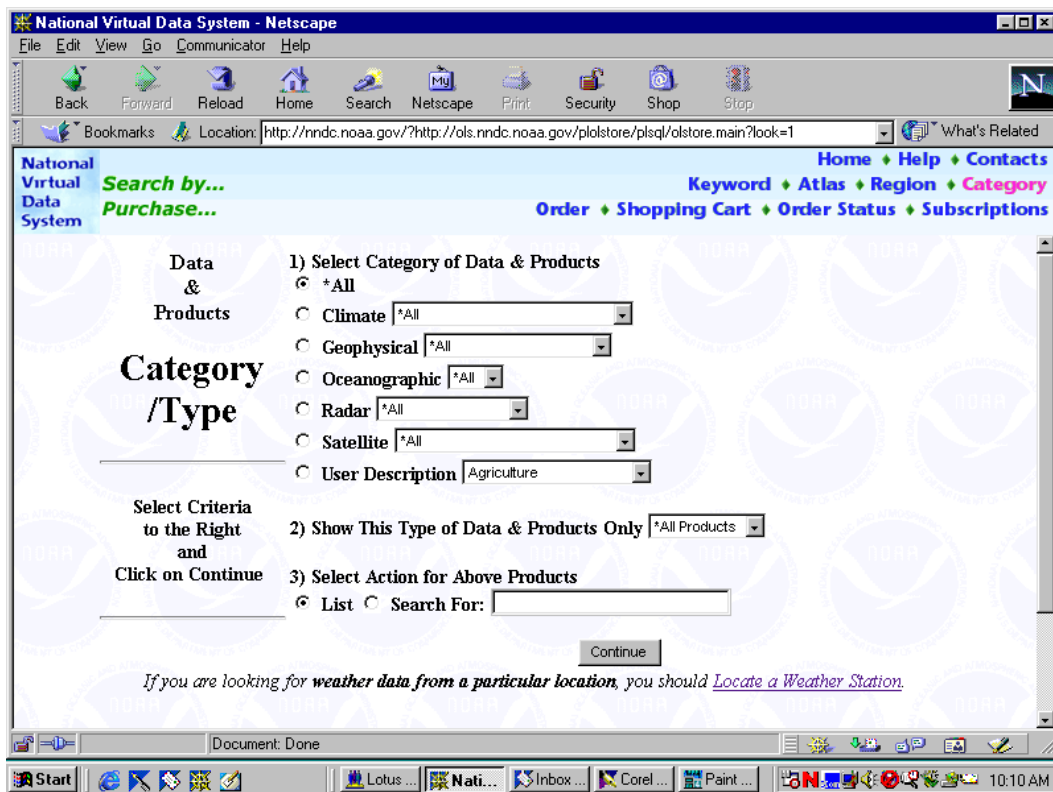 National Virtual Data System - Netscape
File Edit View Go Communicator Help
Back Forward Reload Home Search Netscape Print Security Shop Stop
My
N
Bookmarks Location: http://nndc.noaa.gov/?http://ols.nndc.noaa.gov/plolstore/plsql/olstore.main?look=1 What's Related
National
Virtual
Data
System
Home Help Contacts
Search by... Keyword Atlas Region Category
Purchase... Order Shopping Cart Order Status Subscriptions
Data
&
Products
Category
/Type
Select Criteria
to the Right
and
Click on Continue
1) Select Category of Data & Products
*All
Climate *All
Geophysical *All
Oceanographic *All
Radar *All
Satellite *All
User Description Agriculture
2) Show This Type of Data & Products Only *All Products
3) Select Action for Above Products
List Search For:
Continue
If you are looking for weather data from a particular location, you should Locate a Weather Station.
Document: Done
Start Lotus ... Nati... Inbox ... Corel ... Paint ... 10:10 AM